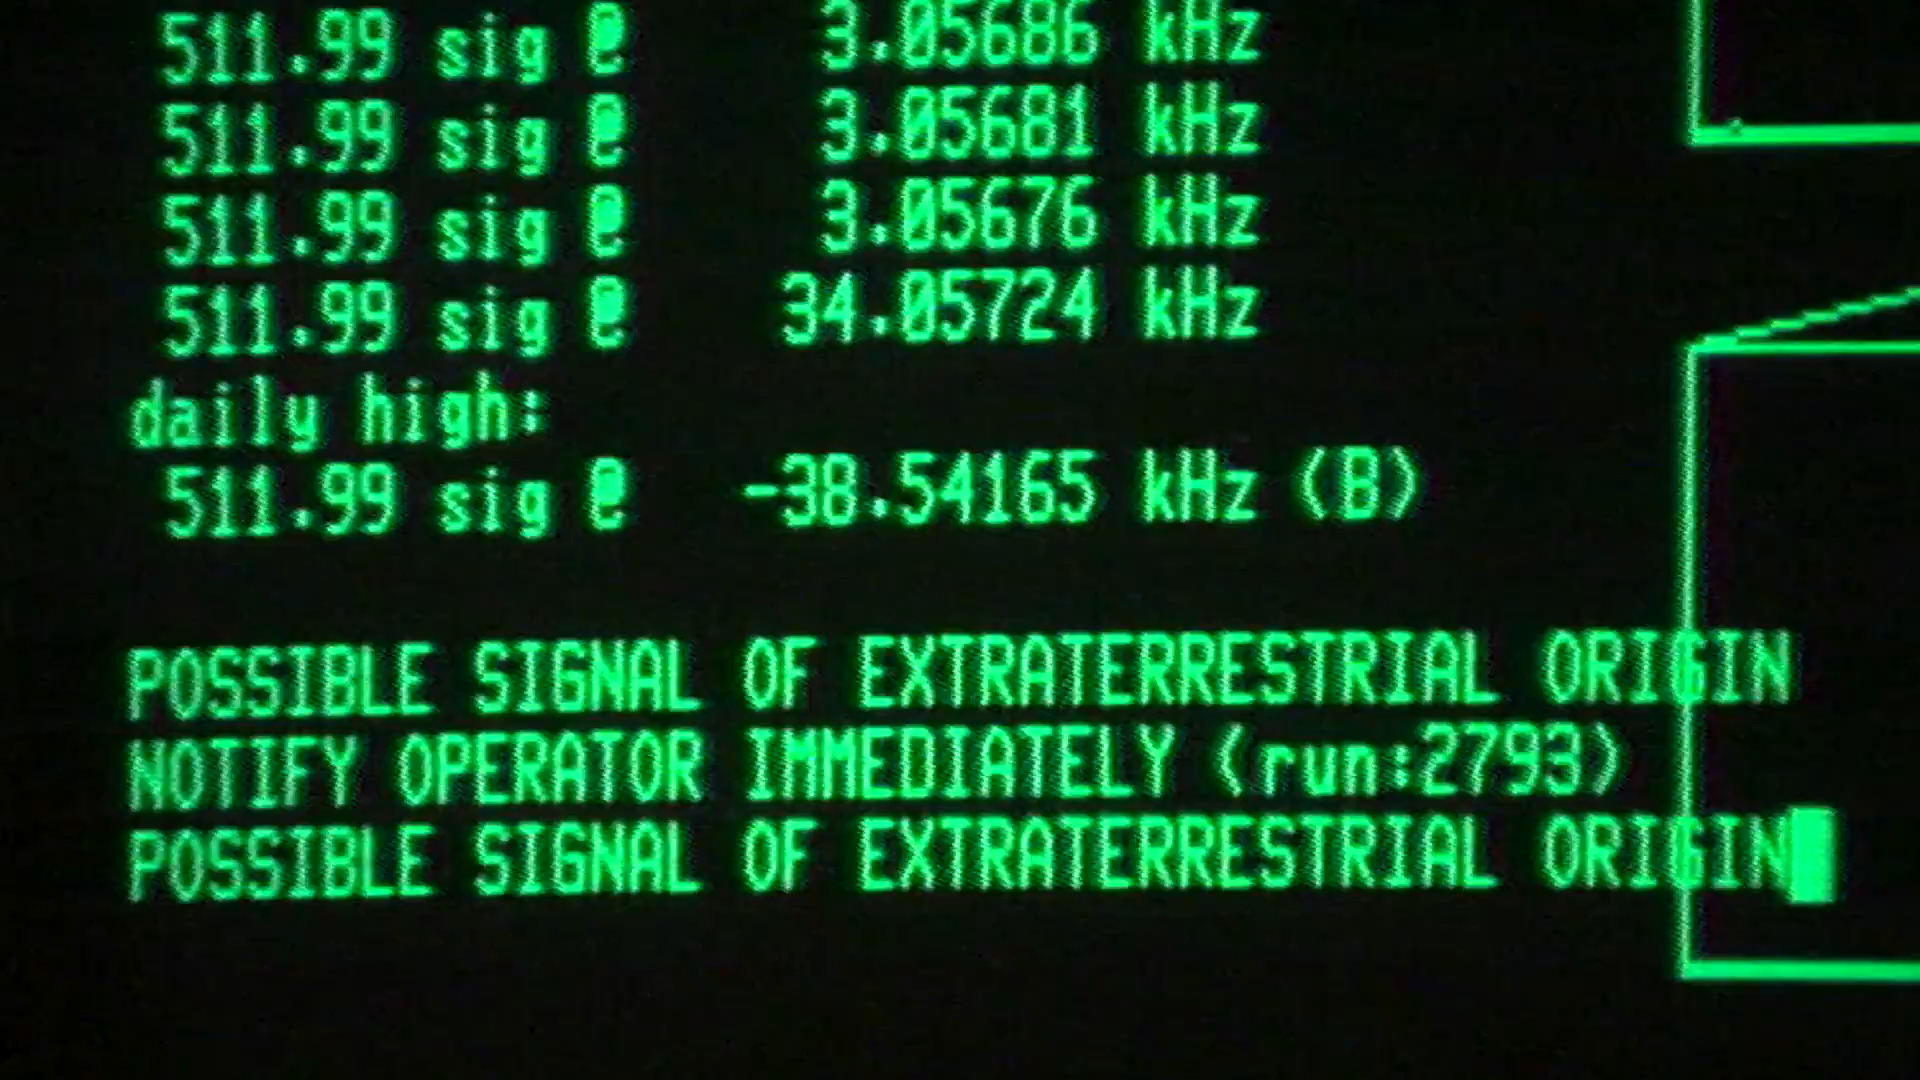 511.99 sig @ 3.05686 kHz
511.99 sig @ 3.05681 kHz
511.99 sig @ 3.05676 kHz
511.99 sig @ 34.05724 kHz
daily high:
511.99 sig @ -38.54165 kHz (B)
POSSIBLE SIGNAL OF EXTRATERRESTRIAL ORIGIN
NOTIFY OPERATOR IMMEDIATELY (run:2793)
POSSIBLE SIGNAL OF EXTRATERRESTRIAL ORIGIN